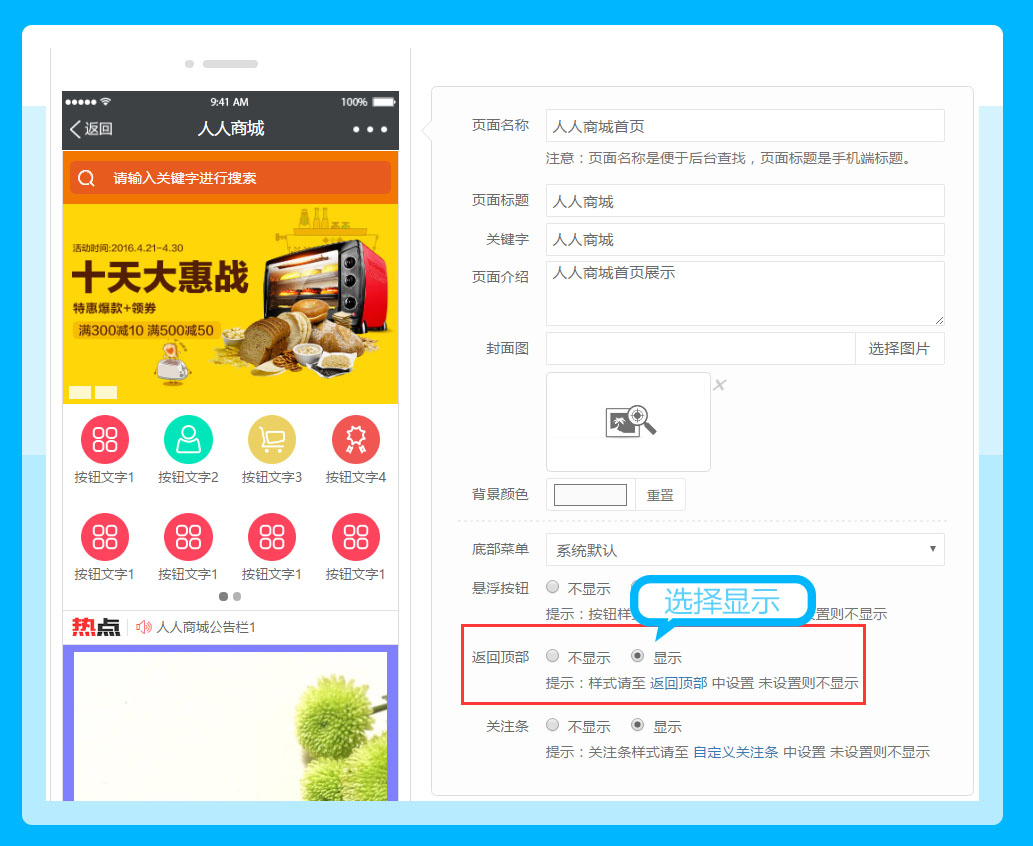 9:41 AM
100%
返回
人人商城
请输入关键字进行搜索
活动时间:2016.4.21-4.30
十天大惠战
特惠爆款+领券
满300减10 满500减50
按钮文字1
按钮文字2
按钮文字3
按钮文字4
按钮文字1
按钮文字1
按钮文字1
按钮文字1
热点
人人商城公告栏1
页面名称
人人商城首页
注意：页面名称是便于后台查找，页面标题是手机端标题。
页面标题
人人商城
关键字
人人商城
页面介绍
人人商城首页展示
封面图
选择图片
背景颜色
重置
底部菜单
系统默认
悬浮按钮
不显示
选择显示
提示：按钮样
置则不显示
返回顶部
不显示
显示
提示：样式请至 返回顶部 中设置 未设置则不显示
关注条
不显示
显示
提示：关注条样式请至 自定义关注条 中设置 未设置则不显示